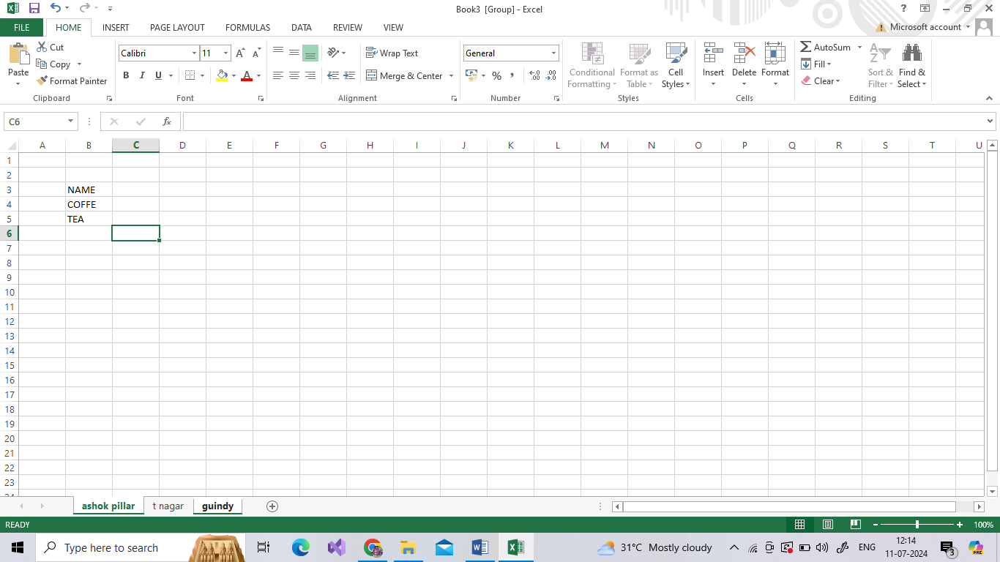 Book3 [Group] - Excel
?
FILE HOME INSERT PAGE LAYOUT FORMULAS DATA REVIEW VIEW Microsoft account
Paste
Cut
Copy
Format Painter
Clipboard
Calibri 11
B I U A
Font
Wrap Text
Merge & Center
Alignment
General
% ,
Number
Conditional Formatting
Format as Table
Cell Styles
Styles
Insert Delete Format
Cells
AutoSum
Fill
Clear
Sort & Filter
Find & Select
Editing
C6 fx
A B C D E F G H I J K L M N O P Q R S T U
1
2
3 NAME
4 COFFE
5 TEA
6
7
8
9
10
11
12
13
14
15
16
17
18
19
20
21
22
23
24
ashok pillar t nagar guindy
READY 100%
Type here to search 31°C Mostly cloudy ENG 12:14 11-07-2024 3 PRE